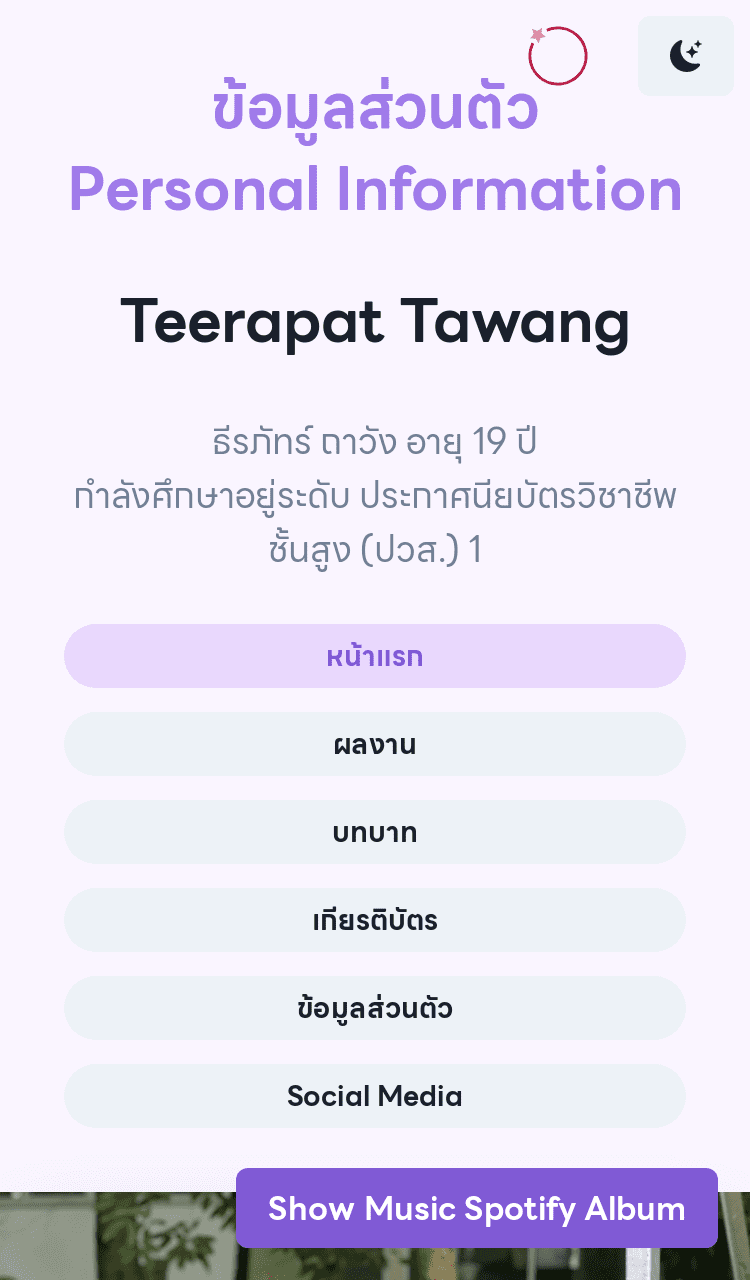 ข้อมูลส่วนตัว
Personal Information
Teerapat Tawang
ธีรภัทร์ ถาวัง อายุ 19 ปี
กำลังศึกษาอยู่ระดับ ประกาศนียบัตรวิชาชีพ
ชั้นสูง (ปวส.) 1
หน้าแรก
ผลงาน
บทบาท
เกียรติบัตร
ข้อมูลส่วนตัว
Social Media
Show Music Spotify Album